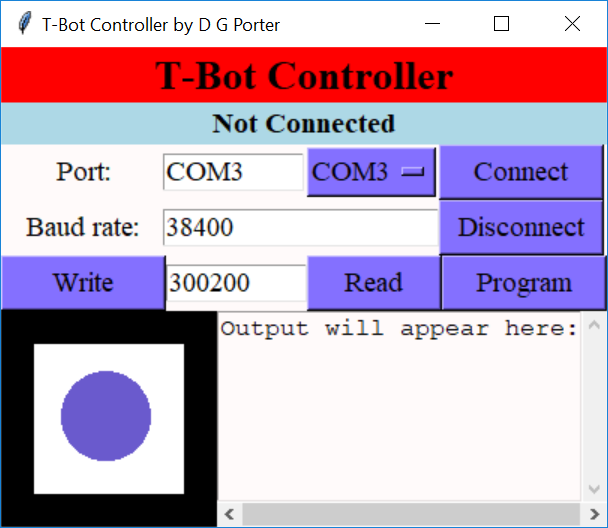 T-Bot Controller by D G Porter
T-Bot Controller
Not Connected
Port: COM3 COM3 Connect
Baud rate: 38400 Disconnect
Write 300200 Read Program
Output will appear here: